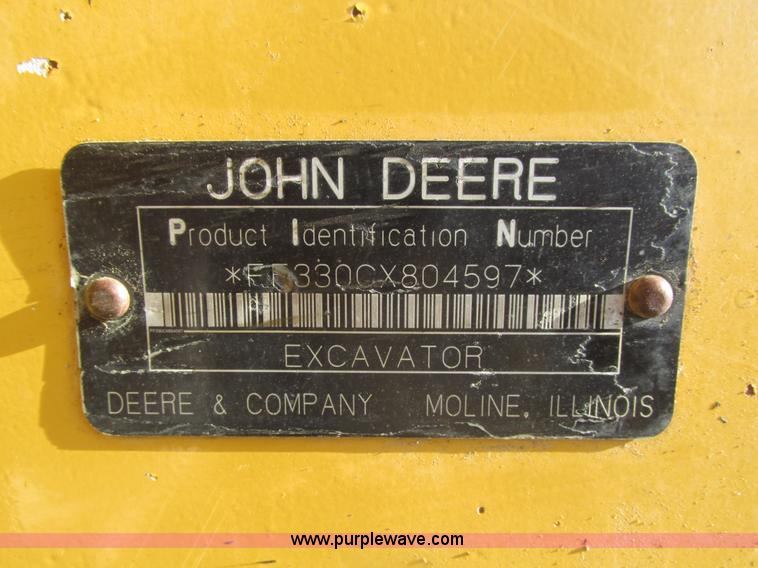 JOHN DEERE
Product Identification Number
*FF330CX804597*
EXCAVATOR
DEERE & COMPANY MOLINE, ILLINOIS
www.purplewave.com